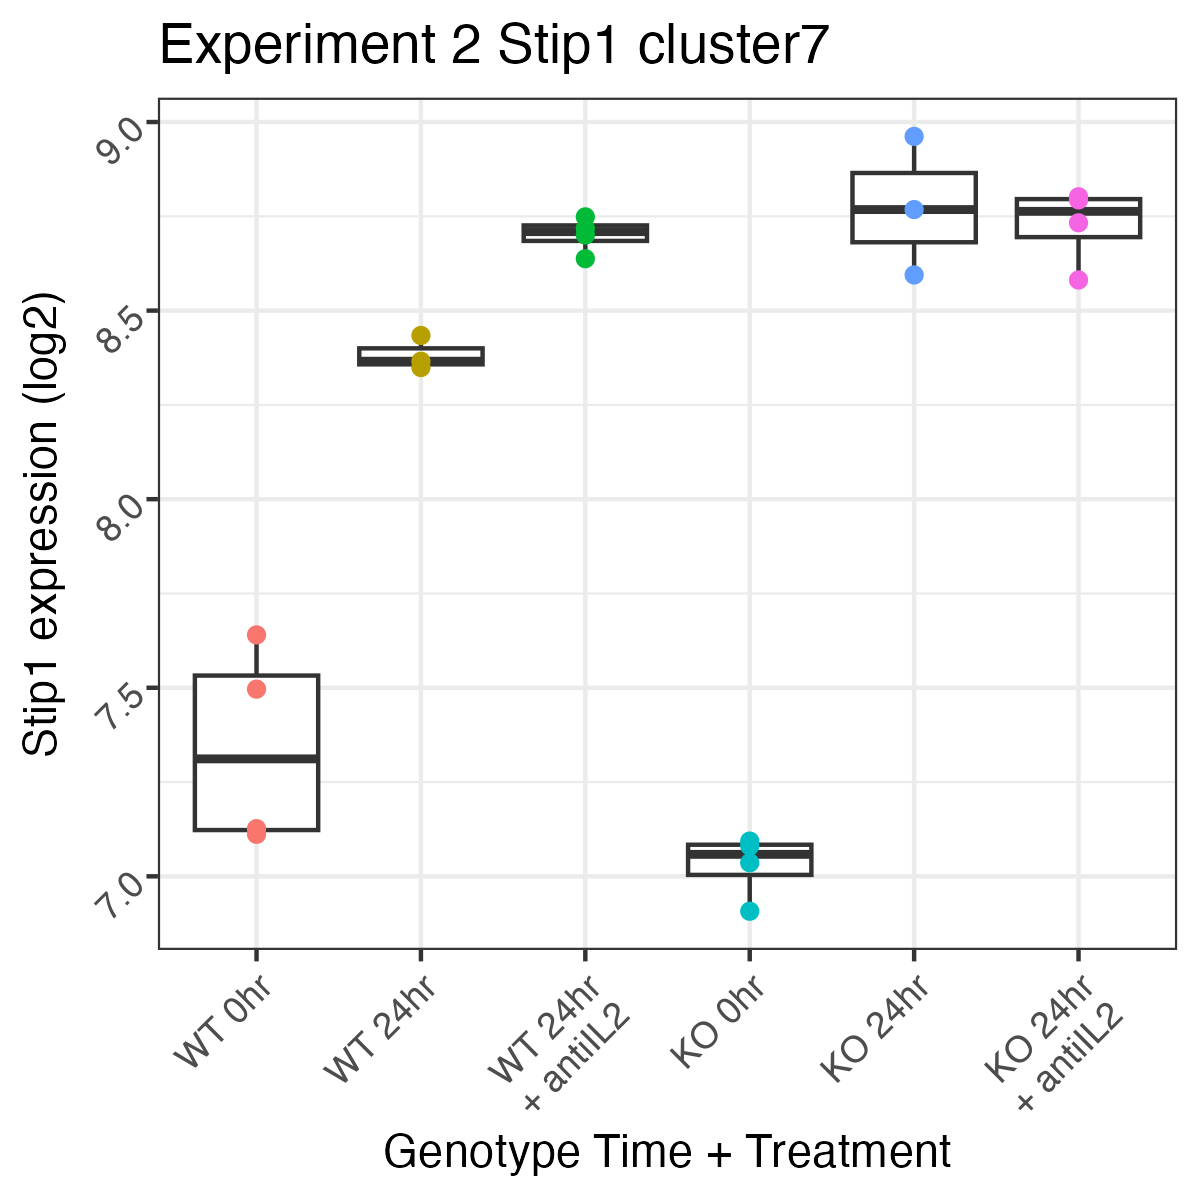 Experiment 2 Stip1 cluster7
Stip1 expression (log2)
9.0
8.5
8.0
7.5
7.0
WT 0hr
WT 24hr
WT 24hr
+ antiIL2
KO 0hr
KO 24hr
KO 24hr
+ antiIL2
Genotype Time + Treatment